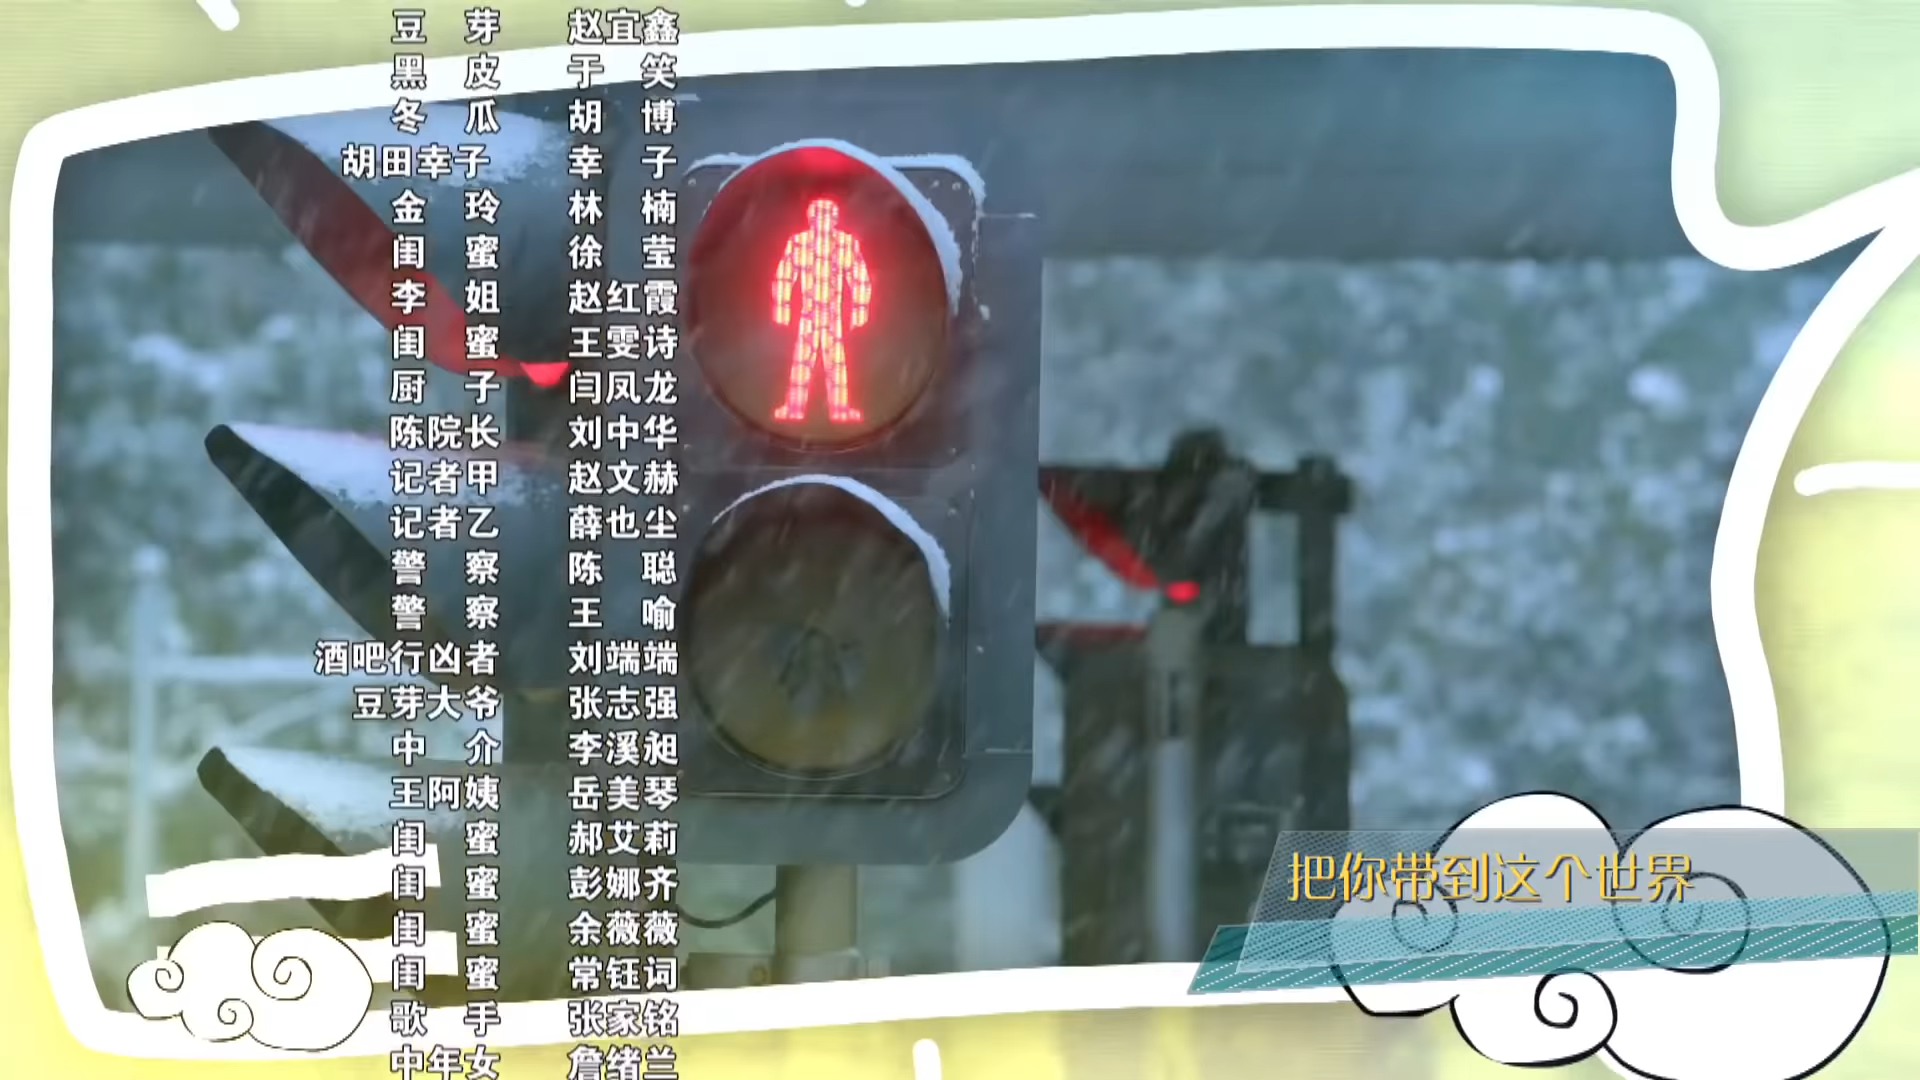 豆芽 赵宜鑫
黑皮 于笑
冬瓜 胡博
胡田幸子 幸子
金玲 林楠
闺蜜 徐莹
李姐 赵红霞
闺蜜 王雯诗
厨子 闫凤龙
陈院长 刘中华
记者甲 赵文赫
记者乙 薛也尘
警察 陈聪
警察 王喻
酒吧行凶者 刘端端
豆芽大爷 张志强
中介 李溪昶
王阿姨 岳美琴
闺蜜 郝艾莉
闺蜜 彭娜齐
闺蜜 余薇薇
闺蜜 常钰词
歌手 张家铭
中年女 詹绪兰
把你带到这个世界